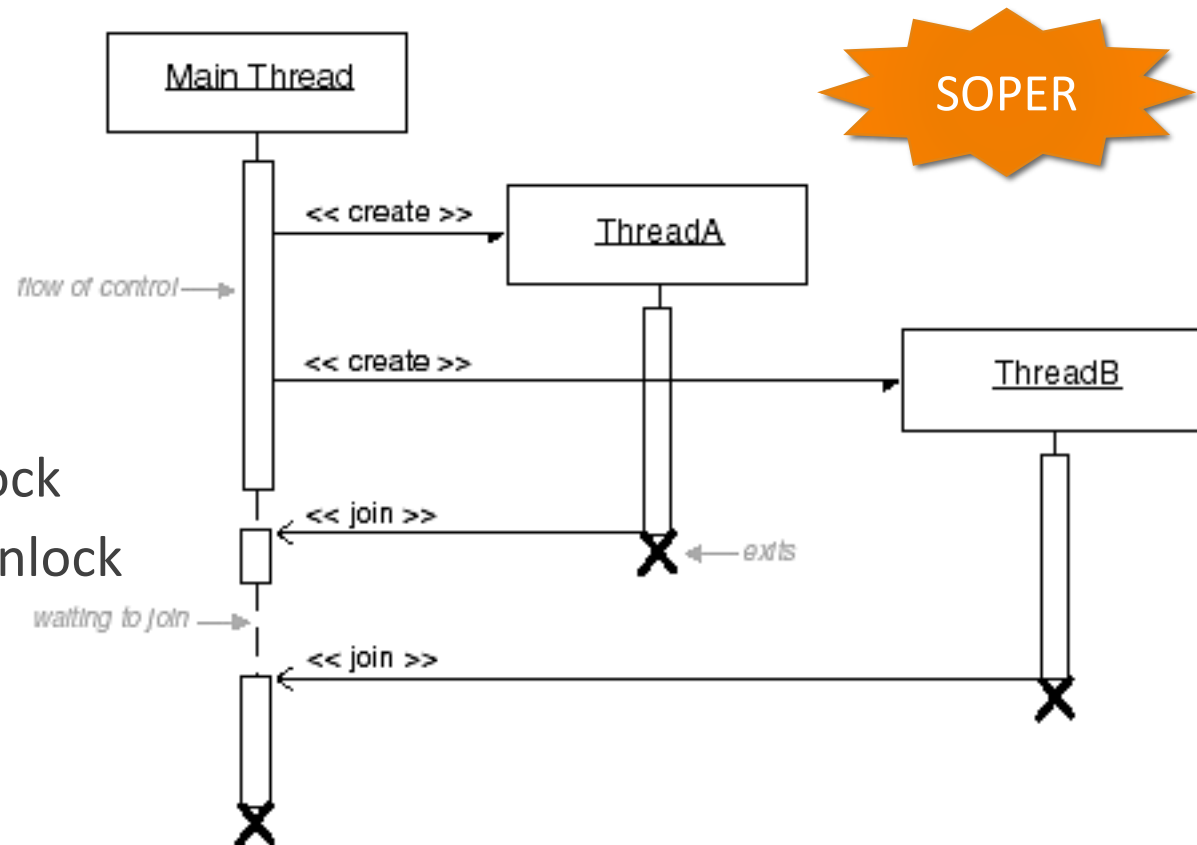 Main Thread
SOPER
<< create >>
ThreadA
flow of control
<< create >>
ThreadB
ock
<< join >>
nlock
exits
waiting to join
<< join >>